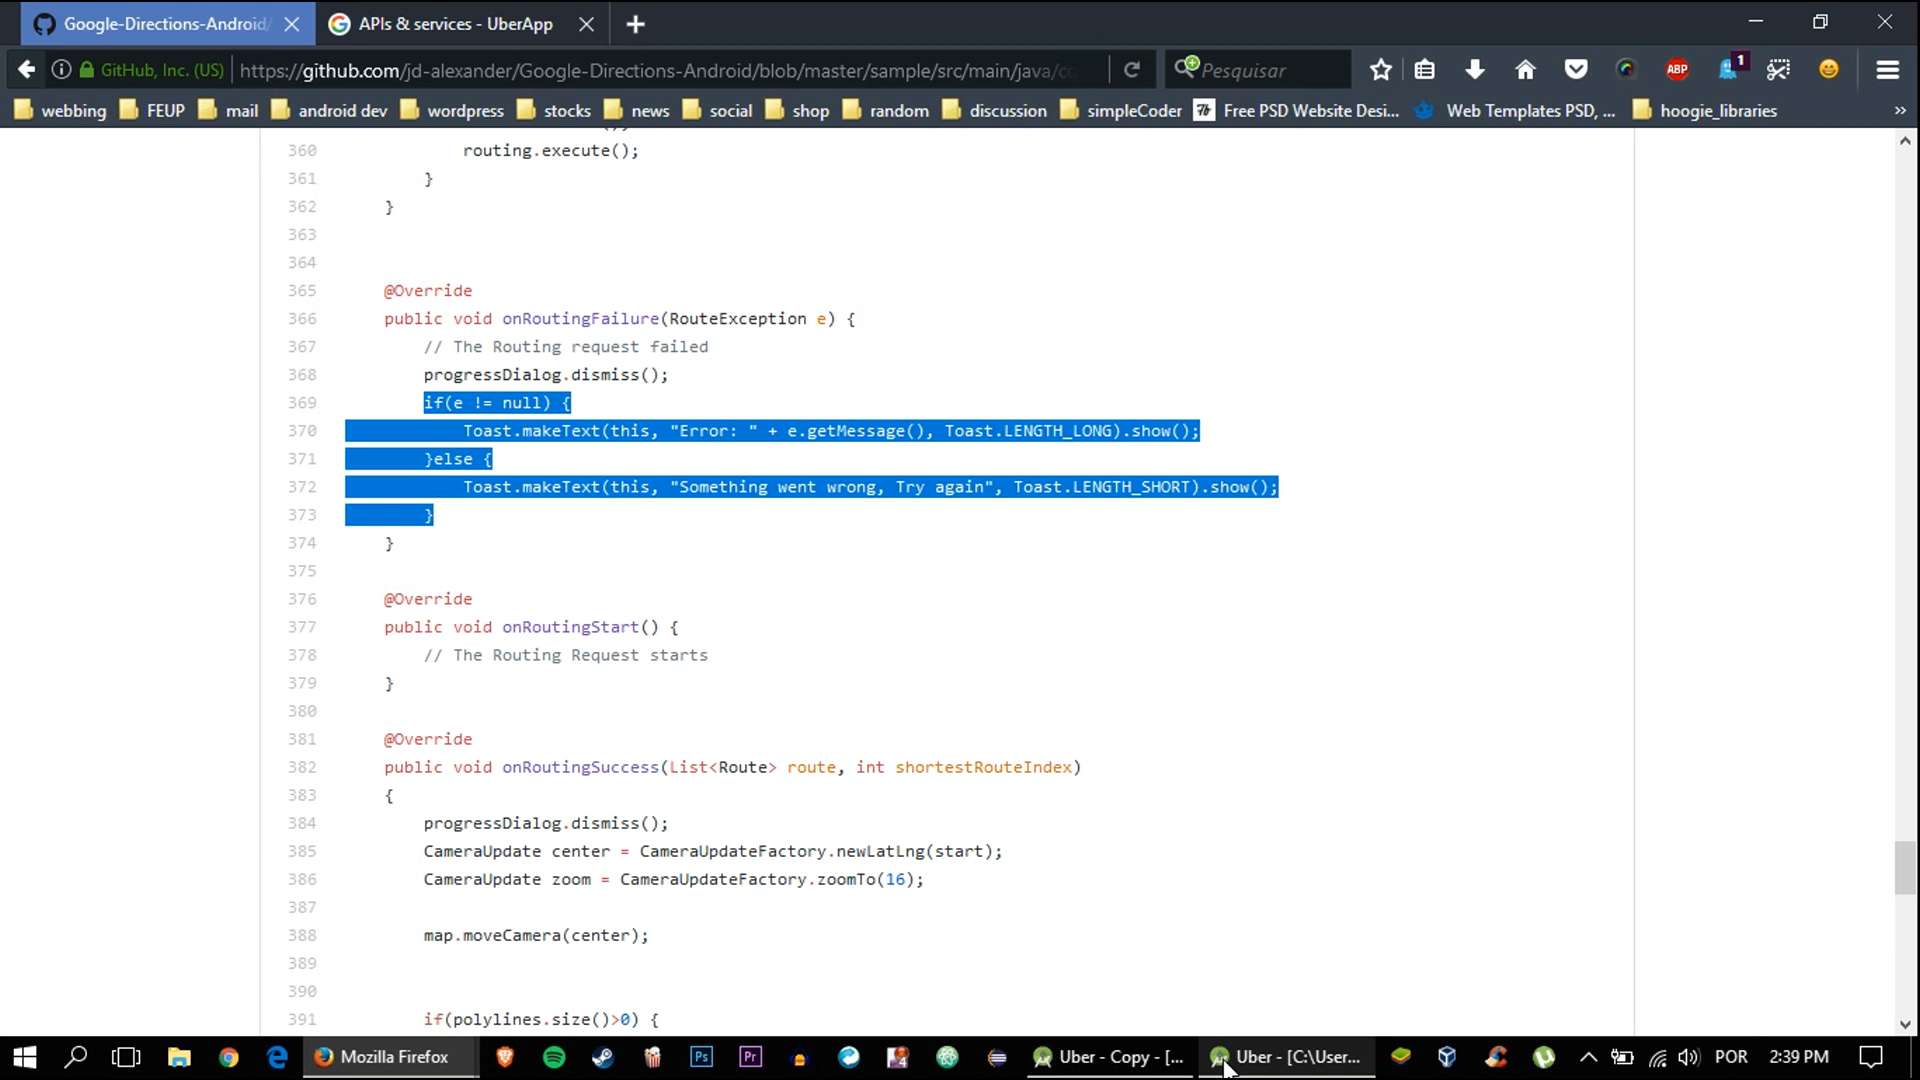 Google-Directions-Android/ APIs & services - UberApp
GitHub, Inc. (US) https://github.com/jd-alexander/Google-Directions-Android/blob/master/sample/src/main/java/co Pesquisar ABP 1
webbing FEUP mail android dev wordpress stocks news social shop random discussion simpleCoder Free PSD Website Desi... Web Templates PSD, ... hoogie_libraries »
360 routing.execute();
361 }
362 }
363
364
365 @Override
366 public void onRoutingFailure(RouteException e) {
367 // The Routing request failed
368 progressDialog.dismiss();
369 if(e != null) {
370 Toast.makeText(this, "Error: " + e.getMessage(), Toast.LENGTH_LONG).show();
371 }else {
372 Toast.makeText(this, "Something went wrong, Try again", Toast.LENGTH_SHORT).show();
373 }
374 }
375
376 @Override
377 public void onRoutingStart() {
378 // The Routing Request starts
379 }
380
381 @Override
382 public void onRoutingSuccess(List<Route> route, int shortestRouteIndex)
383 {
384 progressDialog.dismiss();
385 CameraUpdate center = CameraUpdateFactory.newLatLng(start);
386 CameraUpdate zoom = CameraUpdateFactory.zoomTo(16);
387
388 map.moveCamera(center);
389
390
391 if(polylines.size()>0) {
Mozilla Firefox Ps Pr Uber - Copy - [... Uber - [C:\User... POR 2:39 PM